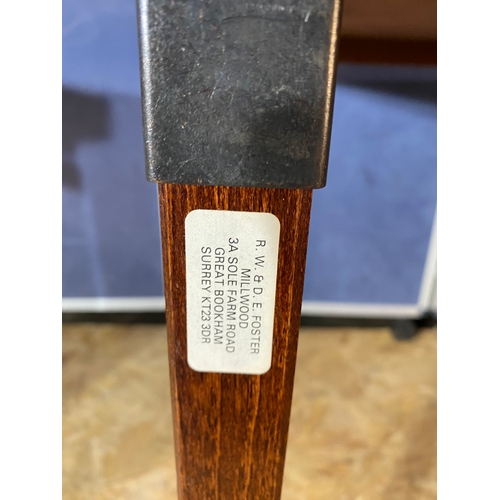 R. W. & D. E. FOSTER
MILLWOOD
3A SOLE FARM ROAD
GREAT BOOKHAM
SURREY KT23 3DR